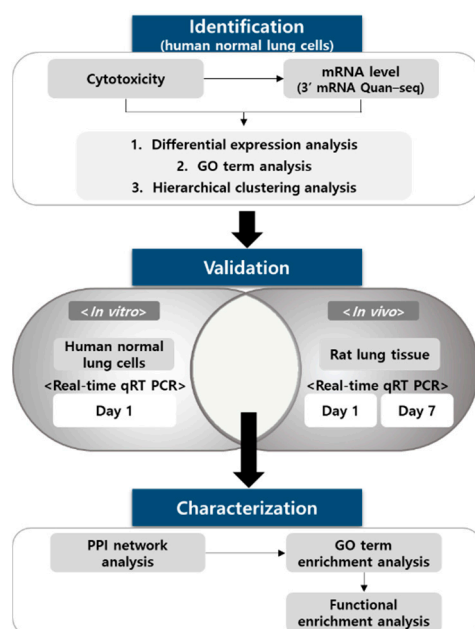 Identification
(human normal lung cells)
Cytotoxicity
mRNA level
(3′ mRNA Quan–seq)
1. Differential expression analysis
2. GO term analysis
3. Hierarchical clustering analysis
Validation
<In vitro>
Human normal
lung cells
<Real-time qRT PCR>
Day 1
<In vivo>
Rat lung tissue
<Real-time qRT PCR>
Day 1
Day 7
Characterization
PPI network
analysis
GO term
enrichment analysis
Functional
enrichment analysis